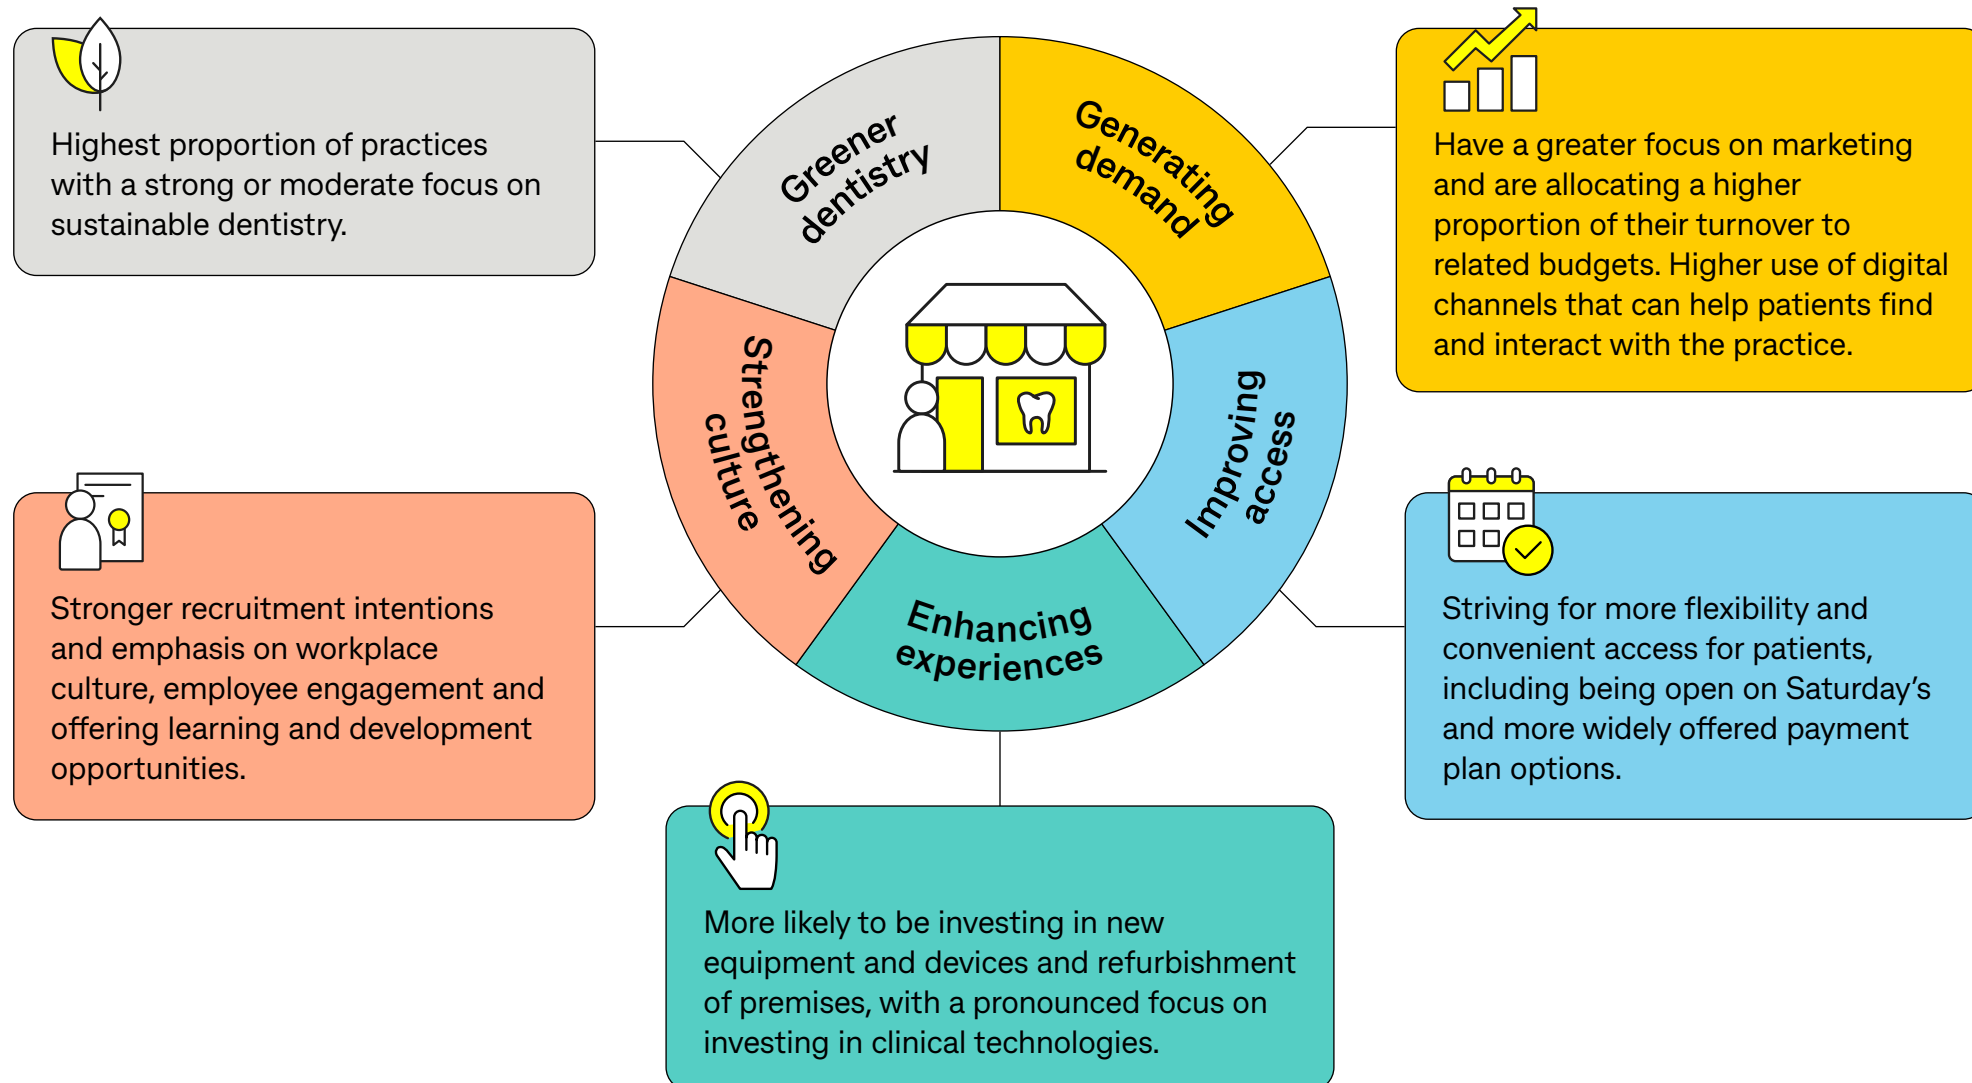 Greener
dentistry
Highest proportion of practices
with a strong or moderate focus on
sustainable dentistry.
Generating
demand
Have a greater focus on marketing
and are allocating a higher
proportion of their turnover to
related budgets. Higher use of digital
channels that can help patients find
and interact with the practice.
Improving
access
Striving for more flexibility and
convenient access for patients,
including being open on Saturday’s
and more widely offered payment
plan options.
Enhancing
experiences
More likely to be investing in new
equipment and devices and refurbishment
of premises, with a pronounced focus on
investing in clinical technologies.
Strengthening
culture
Stronger recruitment intentions
and emphasis on workplace
culture, employee engagement and
offering learning and development
opportunities.